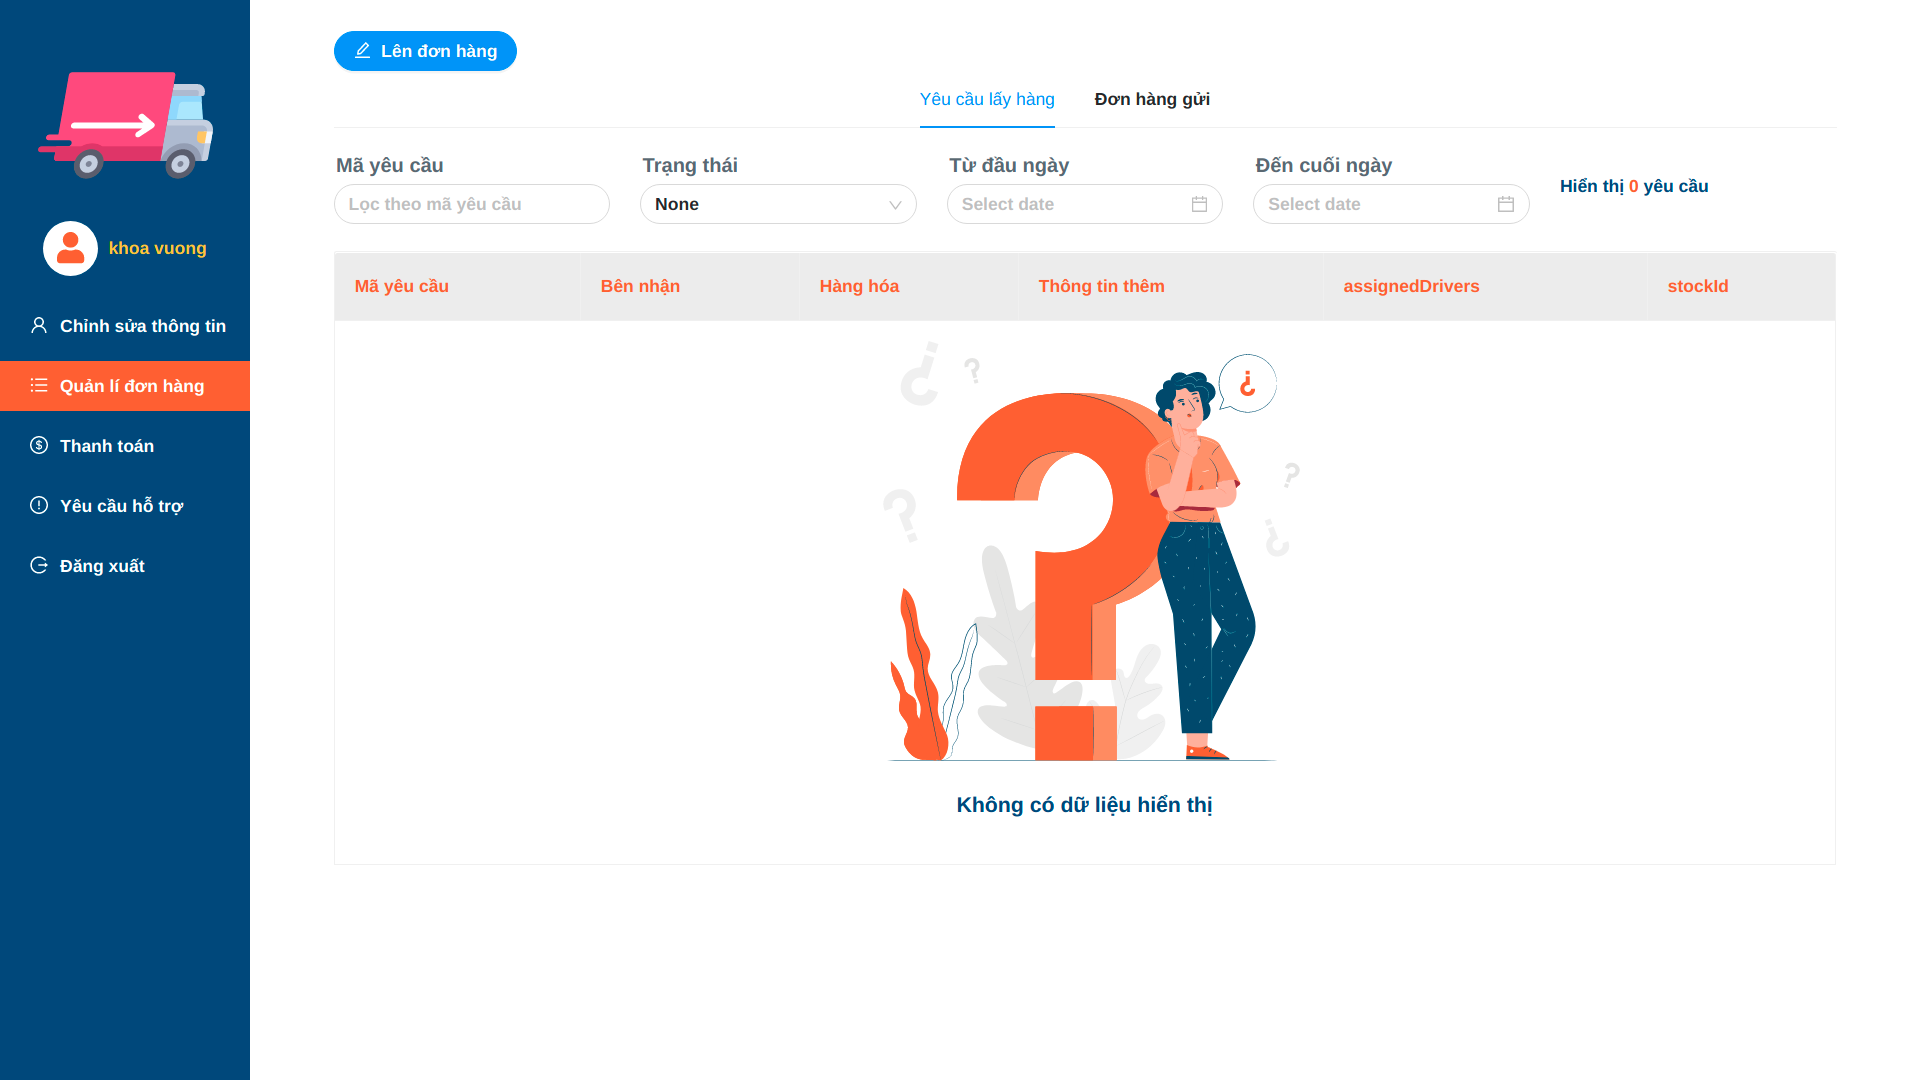 Lên đơn hàng
Yêu cầu lấy hàng
Đơn hàng gửi
Mã yêu cầu
Trạng thái
Từ đầu ngày
Đến cuối ngày
Lọc theo mã yêu cầu
None
Select date
Select date
Hiển thị 0 yêu cầu
khoa vuong
Chỉnh sửa thông tin
Quản lí đơn hàng
Thanh toán
Yêu cầu hỗ trợ
Đăng xuất
Mã yêu cầu
Bên nhận
Hàng hóa
Thông tin thêm
assignedDrivers
stockId
Không có dữ liệu hiển thị